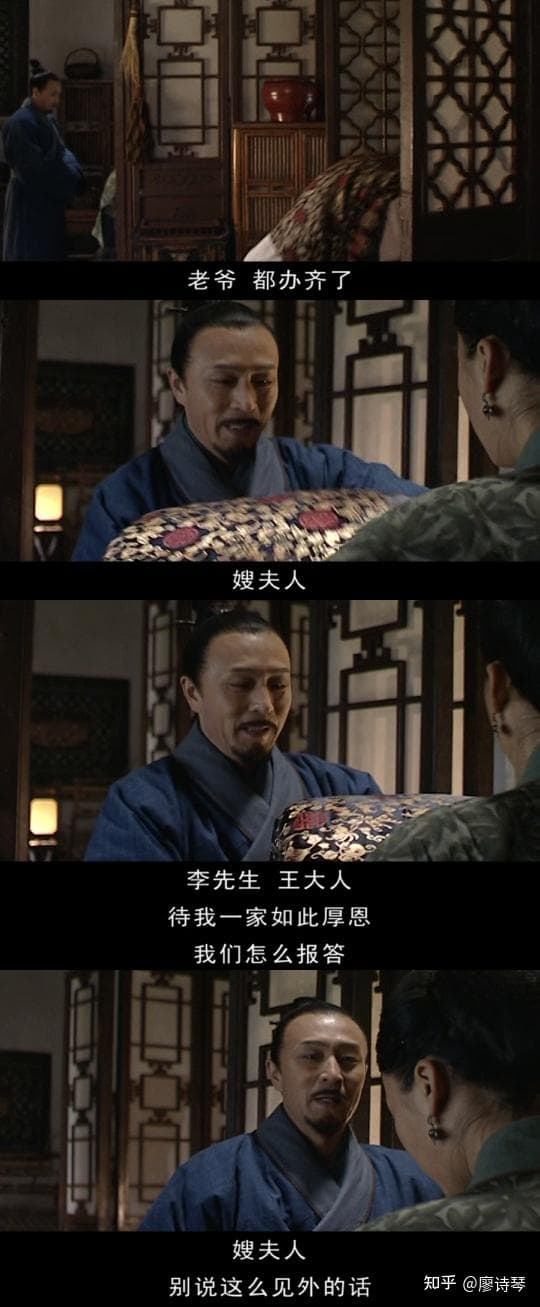 老爷 都办齐了
嫂夫人
李先生 王大人
待我一家如此厚恩
我们怎么报答
嫂夫人
别说这么见外的话
知乎 @廖诗琴